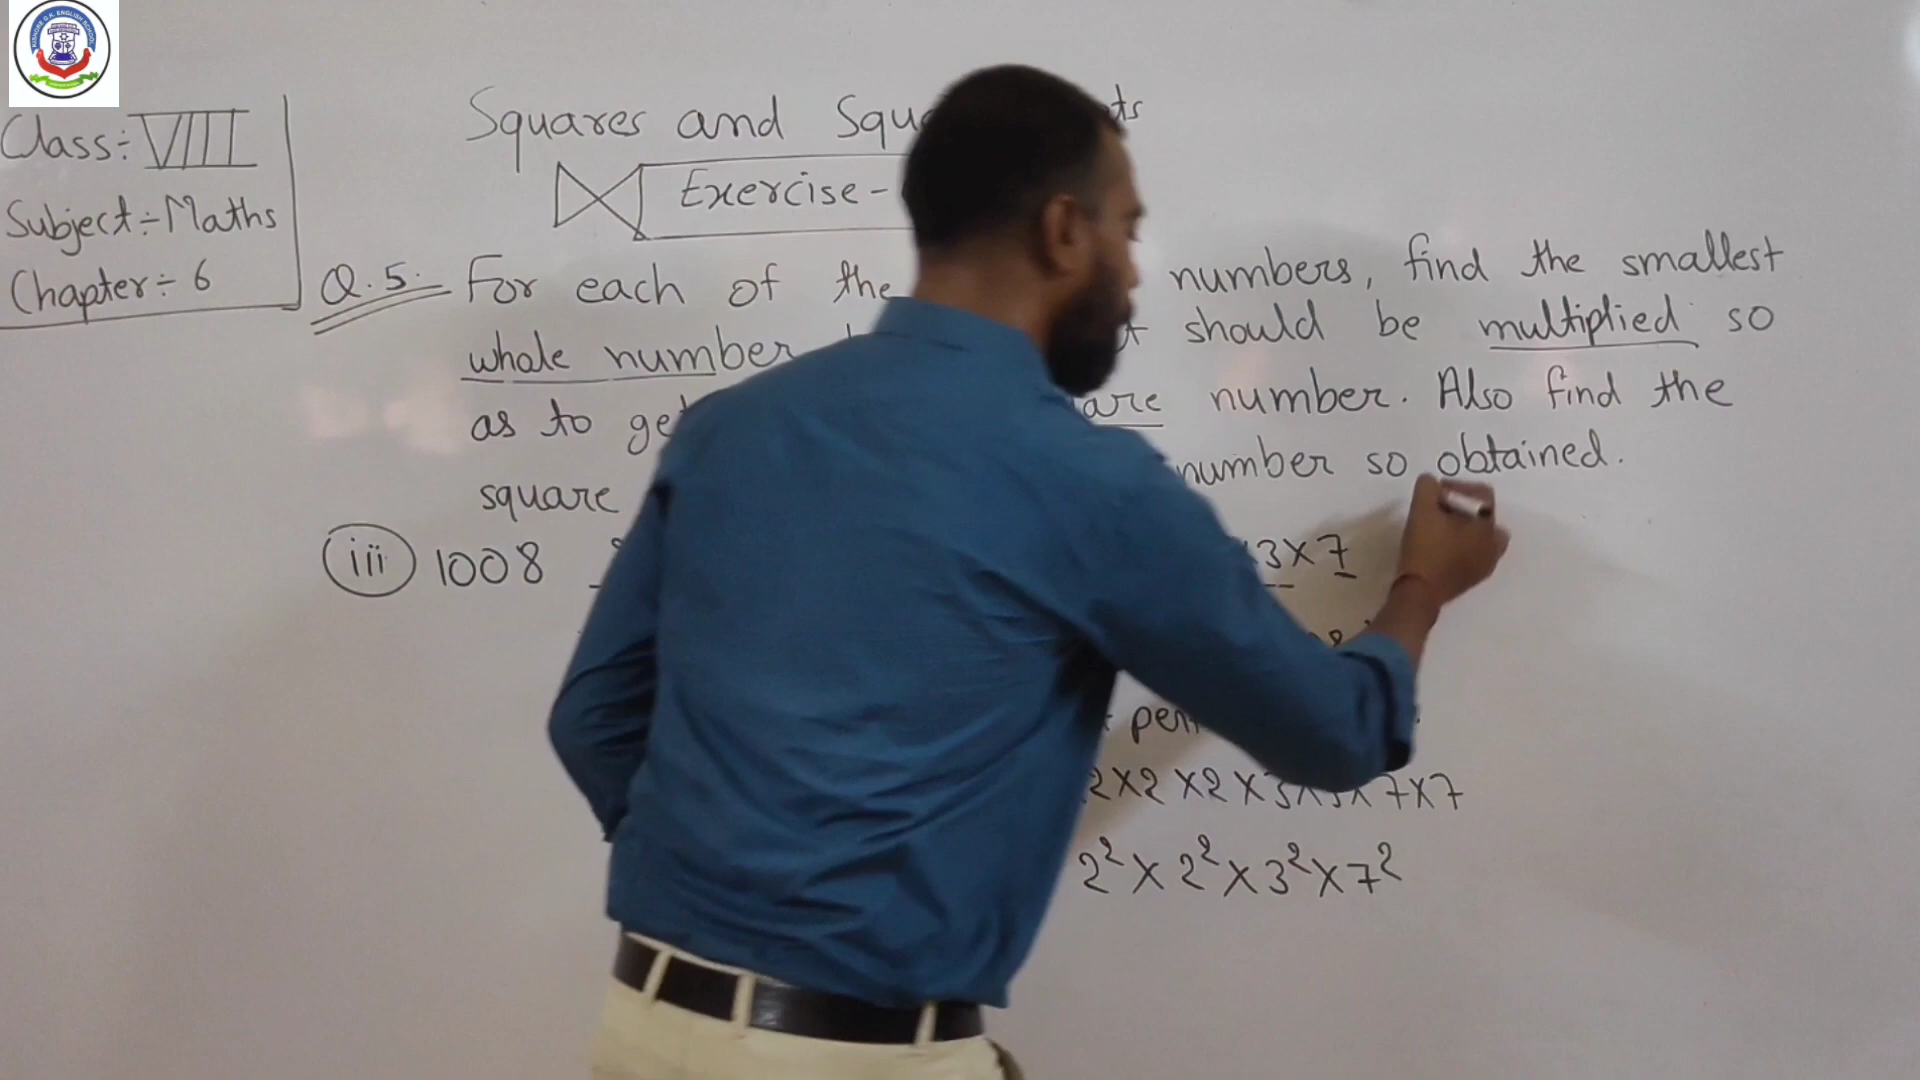 Class:- VIII
Subject:- Maths
Chapter:- 6
Squares and Squ
Exercise-
Q.5. For each of the numbers, find the smallest
whole number should be multiplied so
as to get are number. Also find the
square number so obtained.
iii 1008 3×7
2×2×2×3×3×7×7
2²×2²×3²×7²